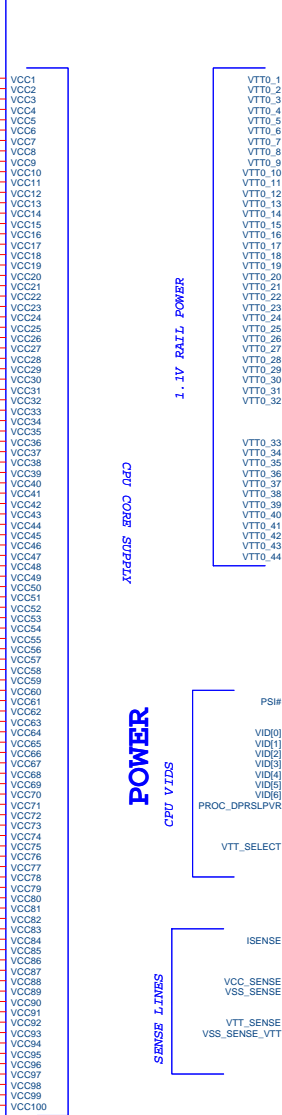 VCC1
VCC2
VCC3
VCC4
VCC5
VCC6
VCC7
VCC8
VCC9
VCC10
VCC11
VCC12
VCC13
VCC14
VCC15
VCC16
VCC17
VCC18
VCC19
VCC20
VCC21
VCC22
VCC23
VCC24
VCC25
VCC26
VCC27
VCC28
VCC29
VCC30
VCC31
VCC32
VCC33
VCC34
VCC35
VCC36
VCC37
VCC38
VCC39
VCC40
VCC41
VCC42
VCC43
VCC44
VCC45
VCC46
VCC47
VCC48
VCC49
VCC50
VCC51
VCC52
VCC53
VCC54
VCC55
VCC56
VCC57
VCC58
VCC59
VCC60
VCC61
VCC62
VCC63
VCC64
VCC65
VCC66
VCC67
VCC68
VCC69
VCC70
VCC71
VCC72
VCC73
VCC74
VCC75
VCC76
VCC77
VCC78
VCC79
VCC80
VCC81
VCC82
VCC83
VCC84
VCC85
VCC86
VCC87
VCC88
VCC89
VCC90
VCC91
VCC92
VCC93
VCC94
VCC95
VCC96
VCC97
VCC98
VCC99
VCC100
CPU CORE SUPPLY
POWER
1.1V RAIL POWER
VTT0_1
VTT0_2
VTT0_3
VTT0_4
VTT0_5
VTT0_6
VTT0_7
VTT0_8
VTT0_9
VTT0_10
VTT0_11
VTT0_12
VTT0_13
VTT0_14
VTT0_15
VTT0_16
VTT0_17
VTT0_18
VTT0_19
VTT0_20
VTT0_21
VTT0_22
VTT0_23
VTT0_24
VTT0_25
VTT0_26
VTT0_27
VTT0_28
VTT0_29
VTT0_30
VTT0_31
VTT0_32
VTT0_33
VTT0_34
VTT0_35
VTT0_36
VTT0_37
VTT0_38
VTT0_39
VTT0_40
VTT0_41
VTT0_42
VTT0_43
VTT0_44
CPU VIDS
PSI#
VID[0]
VID[1]
VID[2]
VID[3]
VID[4]
VID[5]
VID[6]
PROC_DPRSLPVR
VTT_SELECT
SENSE LINES
ISENSE
VCC_SENSE
VSS_SENSE
VTT_SENSE
VSS_SENSE_VTT